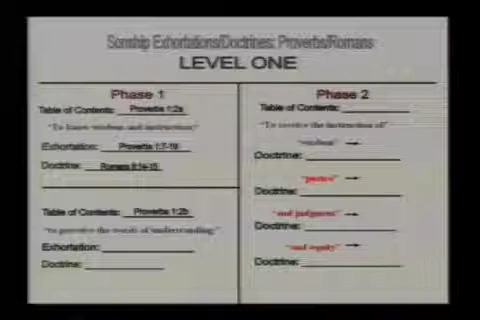 Sonship Exhortations/Doctrines: Proverbs/Romans
LEVEL ONE
Phase 1
Table of Contents: Proverbs 1:2a
"To know wisdom and instruction"
Exhortation: Proverbs 1:7-19
Doctrine: Romans 8:14-15
Table of Contents: Proverbs 1:2b
"to perceive the words of understanding"
Exhortation:
Doctrine:
Phase 2
Table of Contents:
"To receive the instruction of"
"wisdom" →
Doctrine:
"justice" →
Doctrine:
"and judgment" →
Doctrine:
"and equity" →
Doctrine: